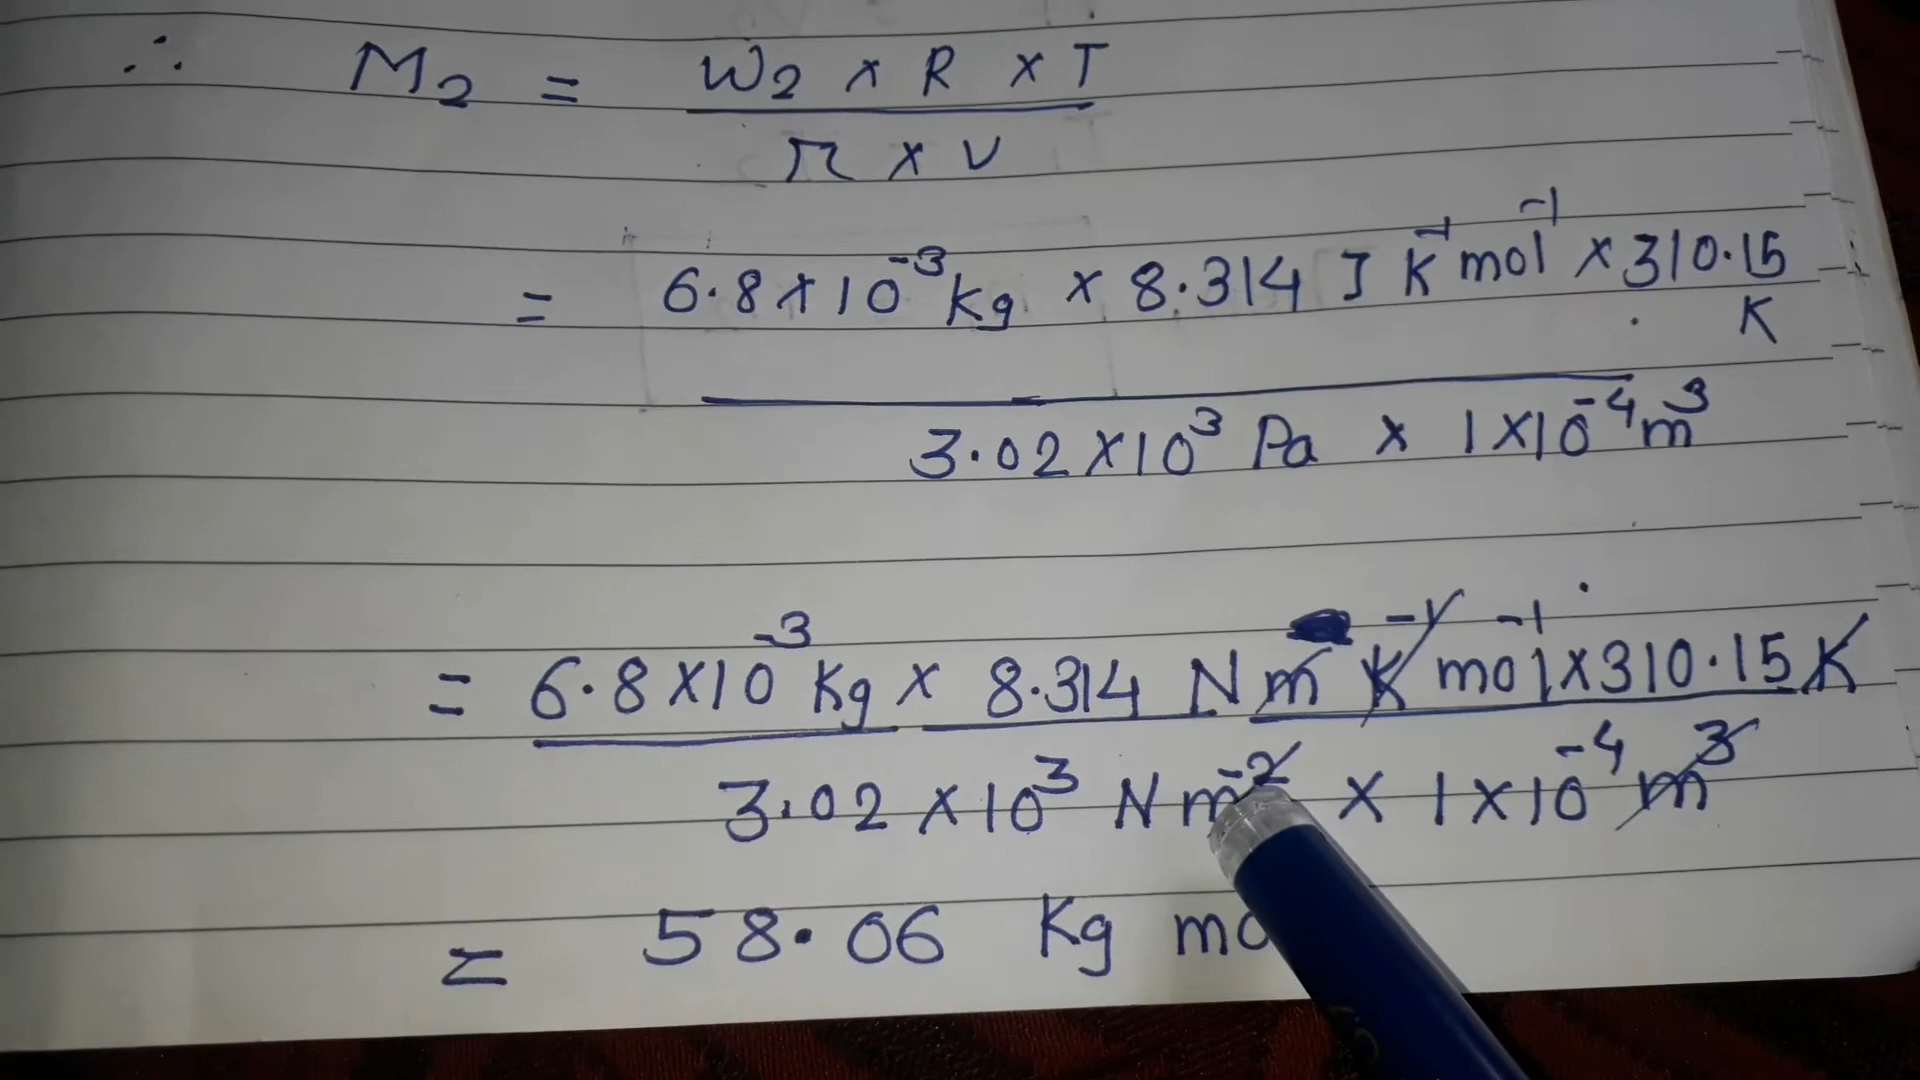 ∴ M₂ = W₂ × R × T
π × V
= 6.8 × 10⁻³ kg × 8.314 J K⁻¹ mol⁻¹ × 310.15
K
3.02 × 10³ Pa × 1 × 10⁻⁴ m³
= 6.8 × 10⁻³ Kg × 8.314 N m K⁻¹ mol⁻¹ × 310.15 K
3.02 × 10³ N m⁻² × 1 × 10⁻⁴ m³
= 58.06 Kg